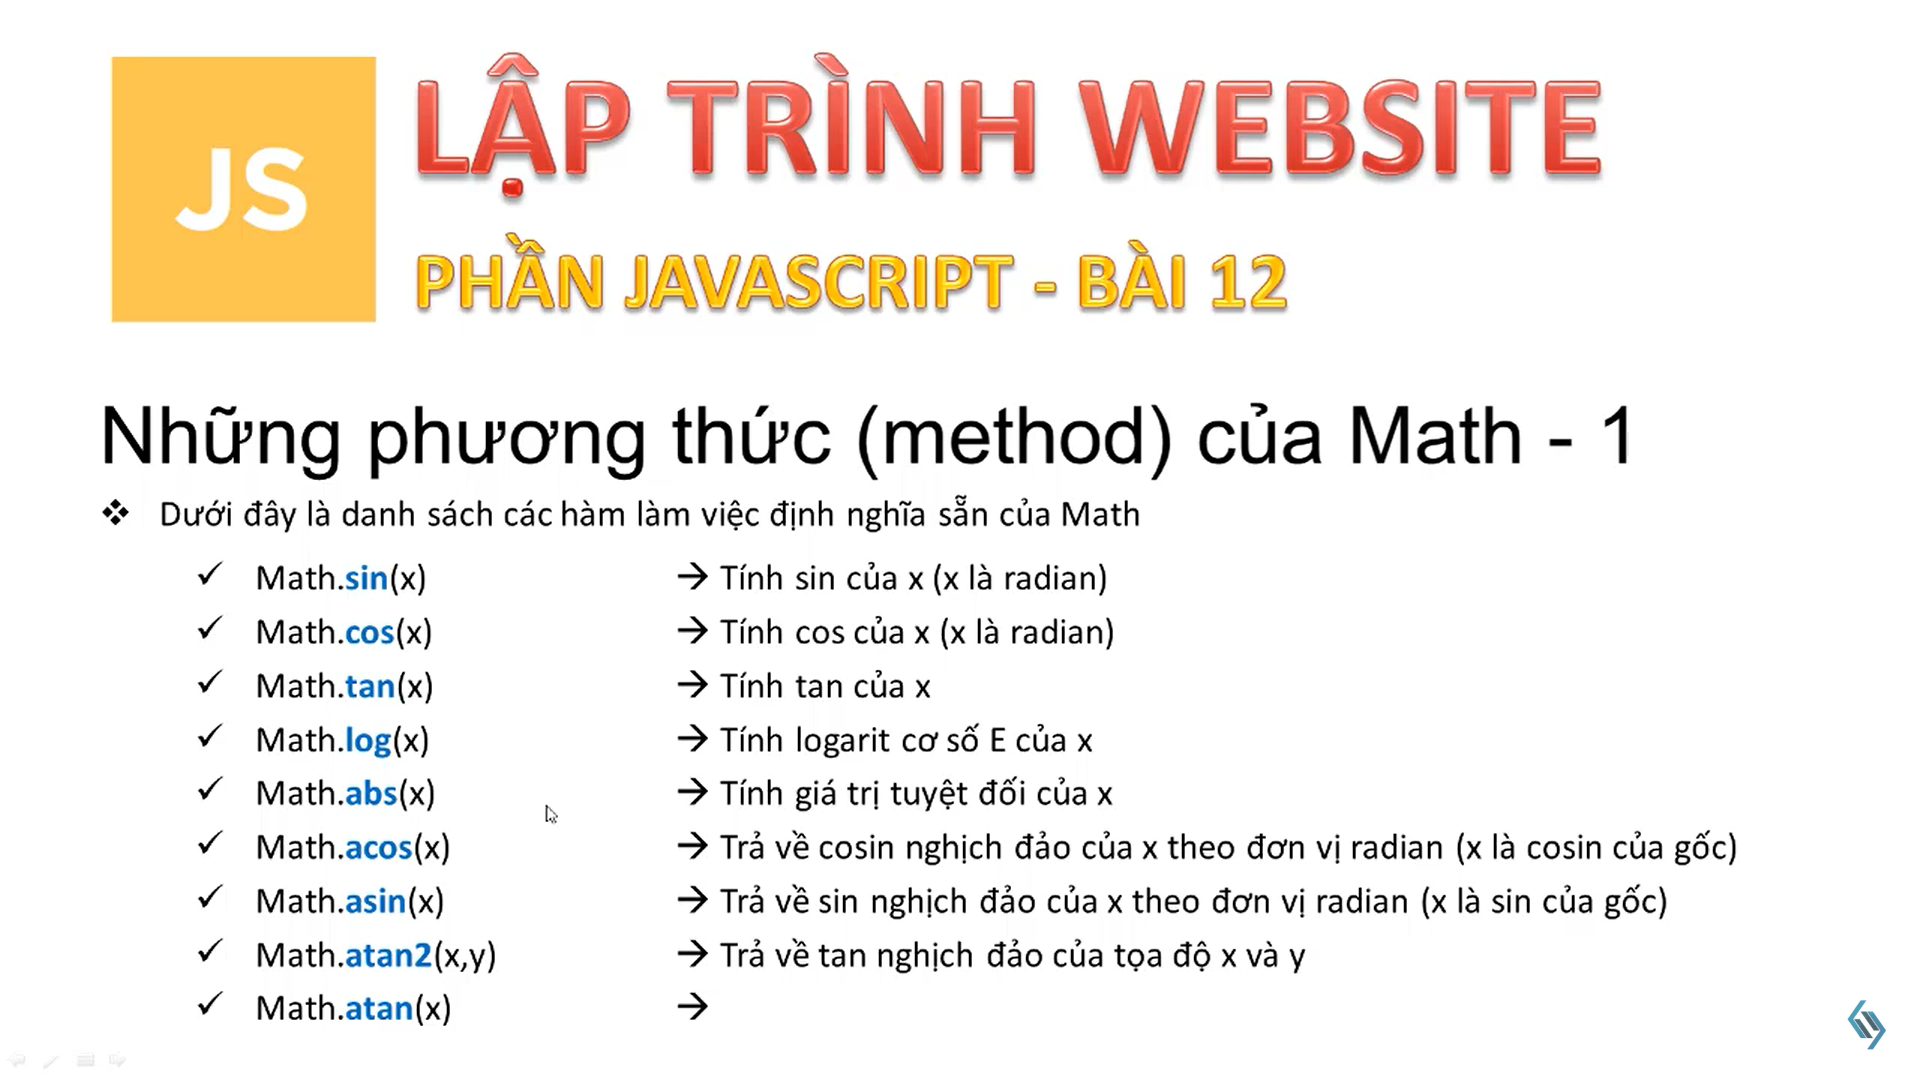 JS
LẬP TRÌNH WEBSITE
PHẦN JAVASCRIPT - BÀI 12
Những phương thức (method) của Math - 1
❖ Dưới đây là danh sách các hàm làm việc định nghĩa sẵn của Math
✓ Math.sin(x) → Tính sin của x (x là radian)
✓ Math.cos(x) → Tính cos của x (x là radian)
✓ Math.tan(x) → Tính tan của x
✓ Math.log(x) → Tính logarit cơ số E của x
✓ Math.abs(x) → Tính giá trị tuyệt đối của x
✓ Math.acos(x) → Trả về cosin nghịch đảo của x theo đơn vị radian (x là cosin của gốc)
✓ Math.asin(x) → Trả về sin nghịch đảo của x theo đơn vị radian (x là sin của gốc)
✓ Math.atan2(x,y) → Trả về tan nghịch đảo của tọa độ x và y
✓ Math.atan(x) →